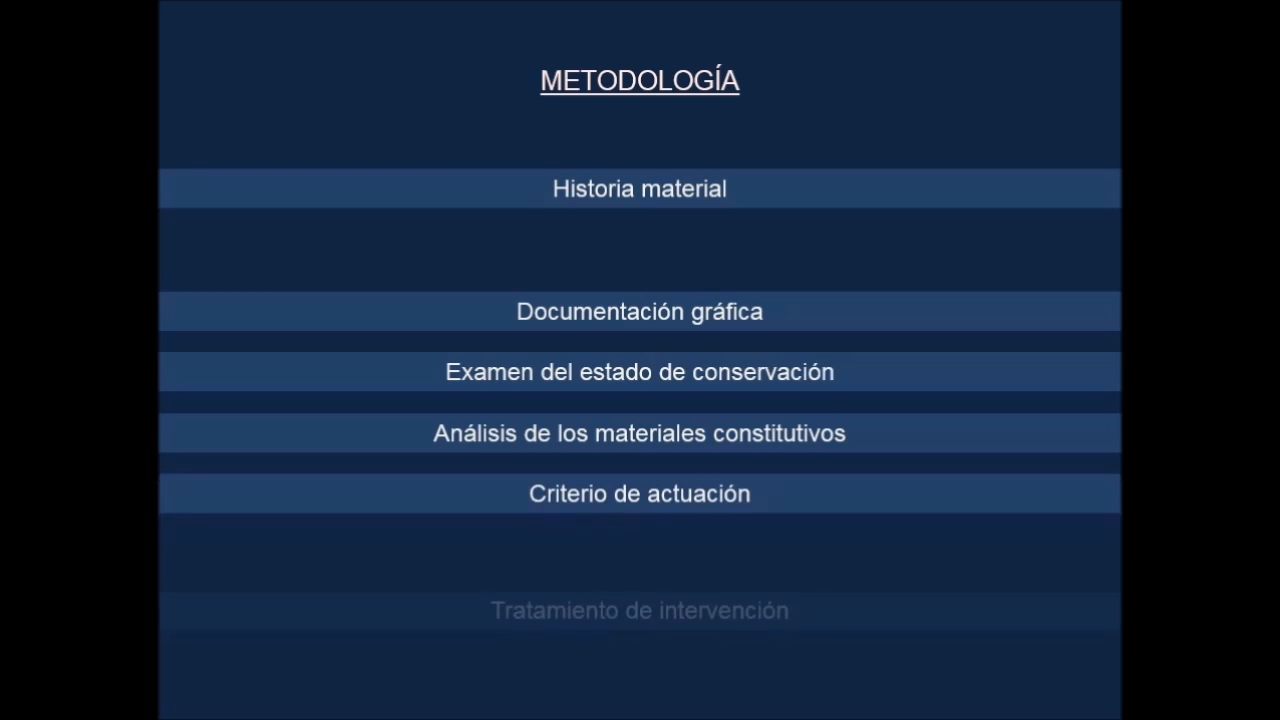 METODOLOGÍA
Historia material
Documentación gráfica
Examen del estado de conservación
Análisis de los materiales constitutivos
Criterio de actuación
Tratamiento de intervención